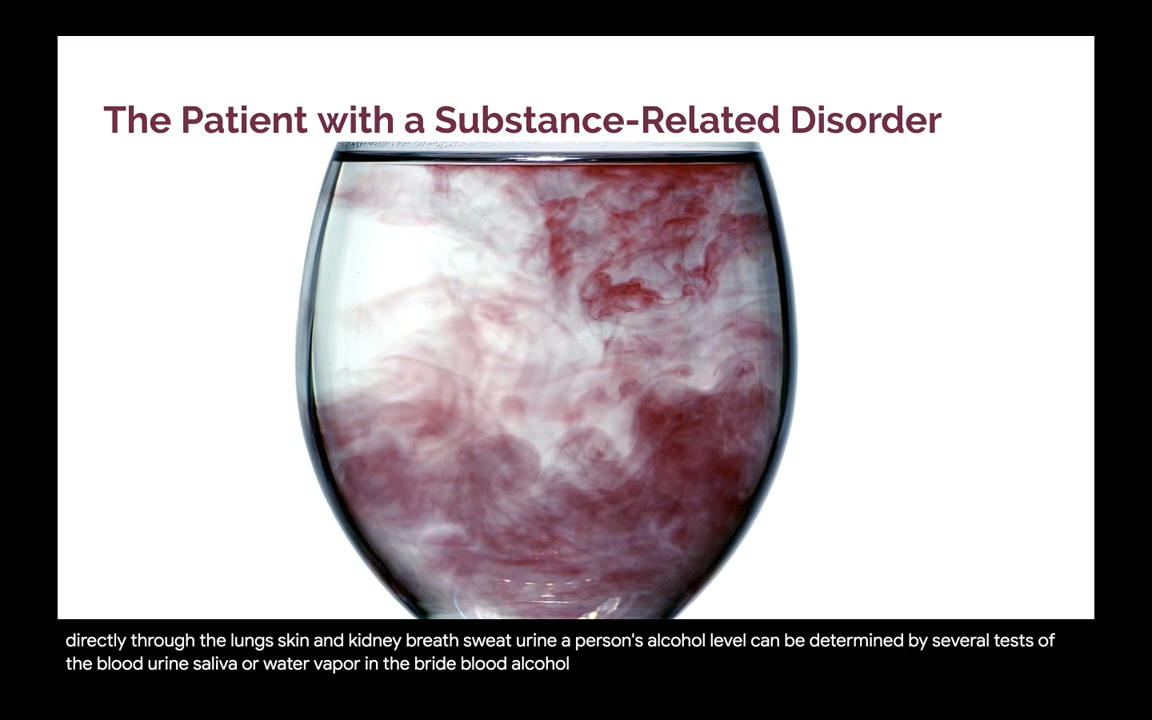 The Patient with a Substance-Related Disorder
directly through the lungs skin and kidney breath sweat urine a person's alcohol level can be determined by several tests of
the blood urine saliva or water vapor in the bride blood alcohol